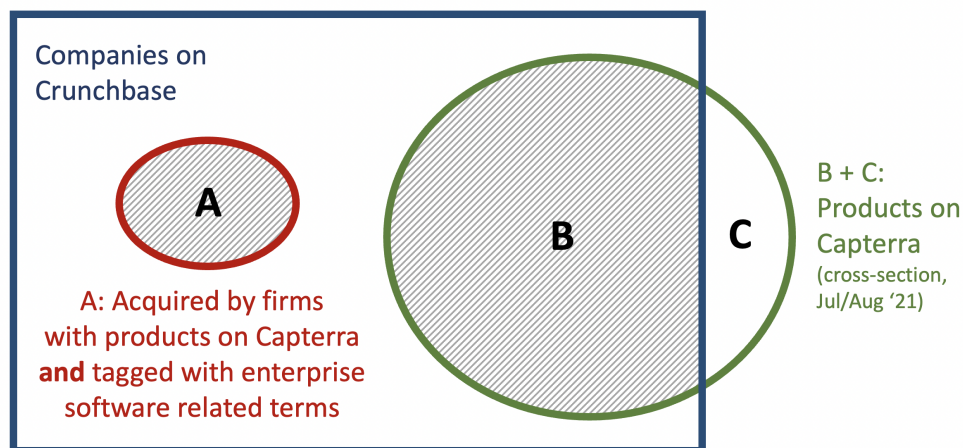 Companies on
Crunchbase
A
B
C
B + C:
Products on
Capterra
(cross-section,
Jul/Aug ‘21)
A: Acquired by firms
with products on Capterra
and tagged with enterprise
software related terms